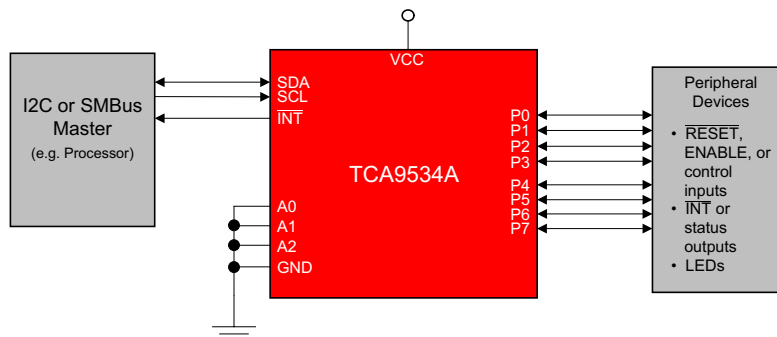 VCC
I2C or SMBus
Master
(e.g. Processor)
SDA
SCL
INT
A0
A1
A2
GND
TCA9534A
P0
P1
P2
P3
P4
P5
P6
P7
Peripheral
Devices
• RESET,
ENABLE, or
control
inputs
• INT or
status
outputs
• LEDs